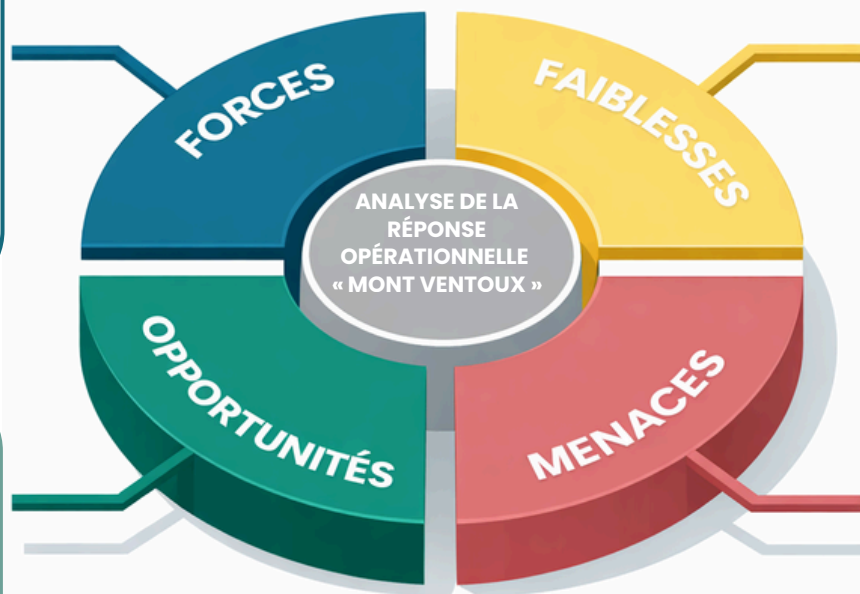 FORCES
FAIBLESSES
ANALYSE DE LA
RÉPONSE
OPÉRATIONNELLE
« MONT VENTOUX »
OPPORTUNITÉS
MENACES